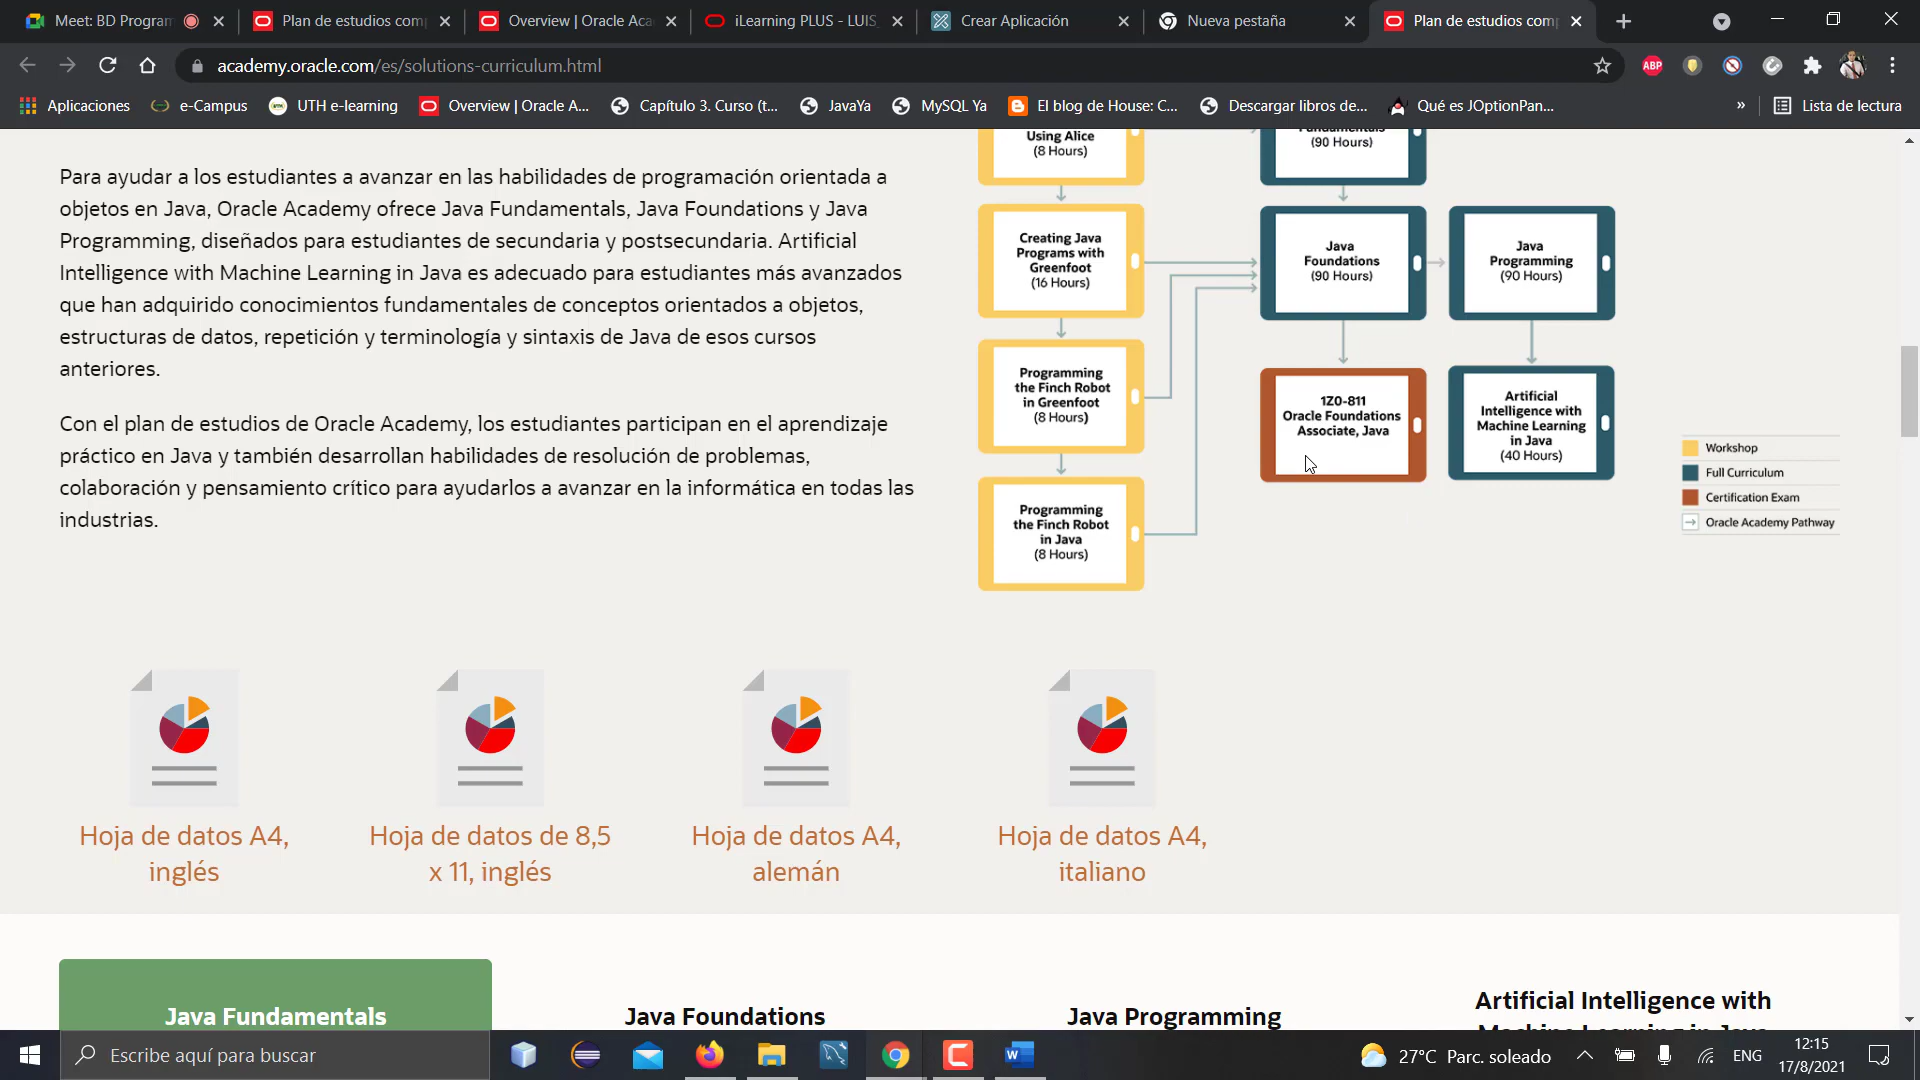 Meet: BD Program
Plan de estudios comp
Overview | Oracle Aca
iLearning PLUS - LUIS
Crear Aplicación
Nueva pestaña
Plan de estudios comp
academy.oracle.com/es/solutions-curriculum.html
ABP
Aplicaciones
e-Campus
UTH e-learning
Overview | Oracle A...
Capítulo 3. Curso (t...
JavaYa
MySQL Ya
El blog de House: C...
Descargar libros de...
Qué es JOptionPan...
»
Lista de lectura
Para ayudar a los estudiantes a avanzar en las habilidades de programación orientada a
objetos en Java, Oracle Academy ofrece Java Fundamentals, Java Foundations y Java
Programming, diseñados para estudiantes de secundaria y postsecundaria. Artificial
Intelligence with Machine Learning in Java es adecuado para estudiantes más avanzados
que han adquirido conocimientos fundamentales de conceptos orientados a objetos,
estructuras de datos, repetición y terminología y sintaxis de Java de esos cursos
anteriores.
Con el plan de estudios de Oracle Academy, los estudiantes participan en el aprendizaje
práctico en Java y también desarrollan habilidades de resolución de problemas,
colaboración y pensamiento crítico para ayudarlos a avanzar en la informática en todas las
industrias.
Using Alice
(8 Hours)
Fundamentals
(90 Hours)
Creating Java
Programs with
Greenfoot
(16 Hours)
Java
Foundations
(90 Hours)
Java
Programming
(90 Hours)
Programming
the Finch Robot
in Greenfoot
(8 Hours)
1Z0-811
Oracle Foundations
Associate, Java
Artificial
Intelligence with
Machine Learning
in Java
(40 Hours)
Programming
the Finch Robot
in Java
(8 Hours)
Workshop
Full Curriculum
Certification Exam
Oracle Academy Pathway
Hoja de datos A4,
inglés
Hoja de datos de 8,5
x 11, inglés
Hoja de datos A4,
alemán
Hoja de datos A4,
italiano
Java Fundamentals
Java Foundations
Java Programming
Artificial Intelligence with
Machine Learning in Java
Escribe aquí para buscar
27°C Parc. soleado
ENG
12:15
17/8/2021